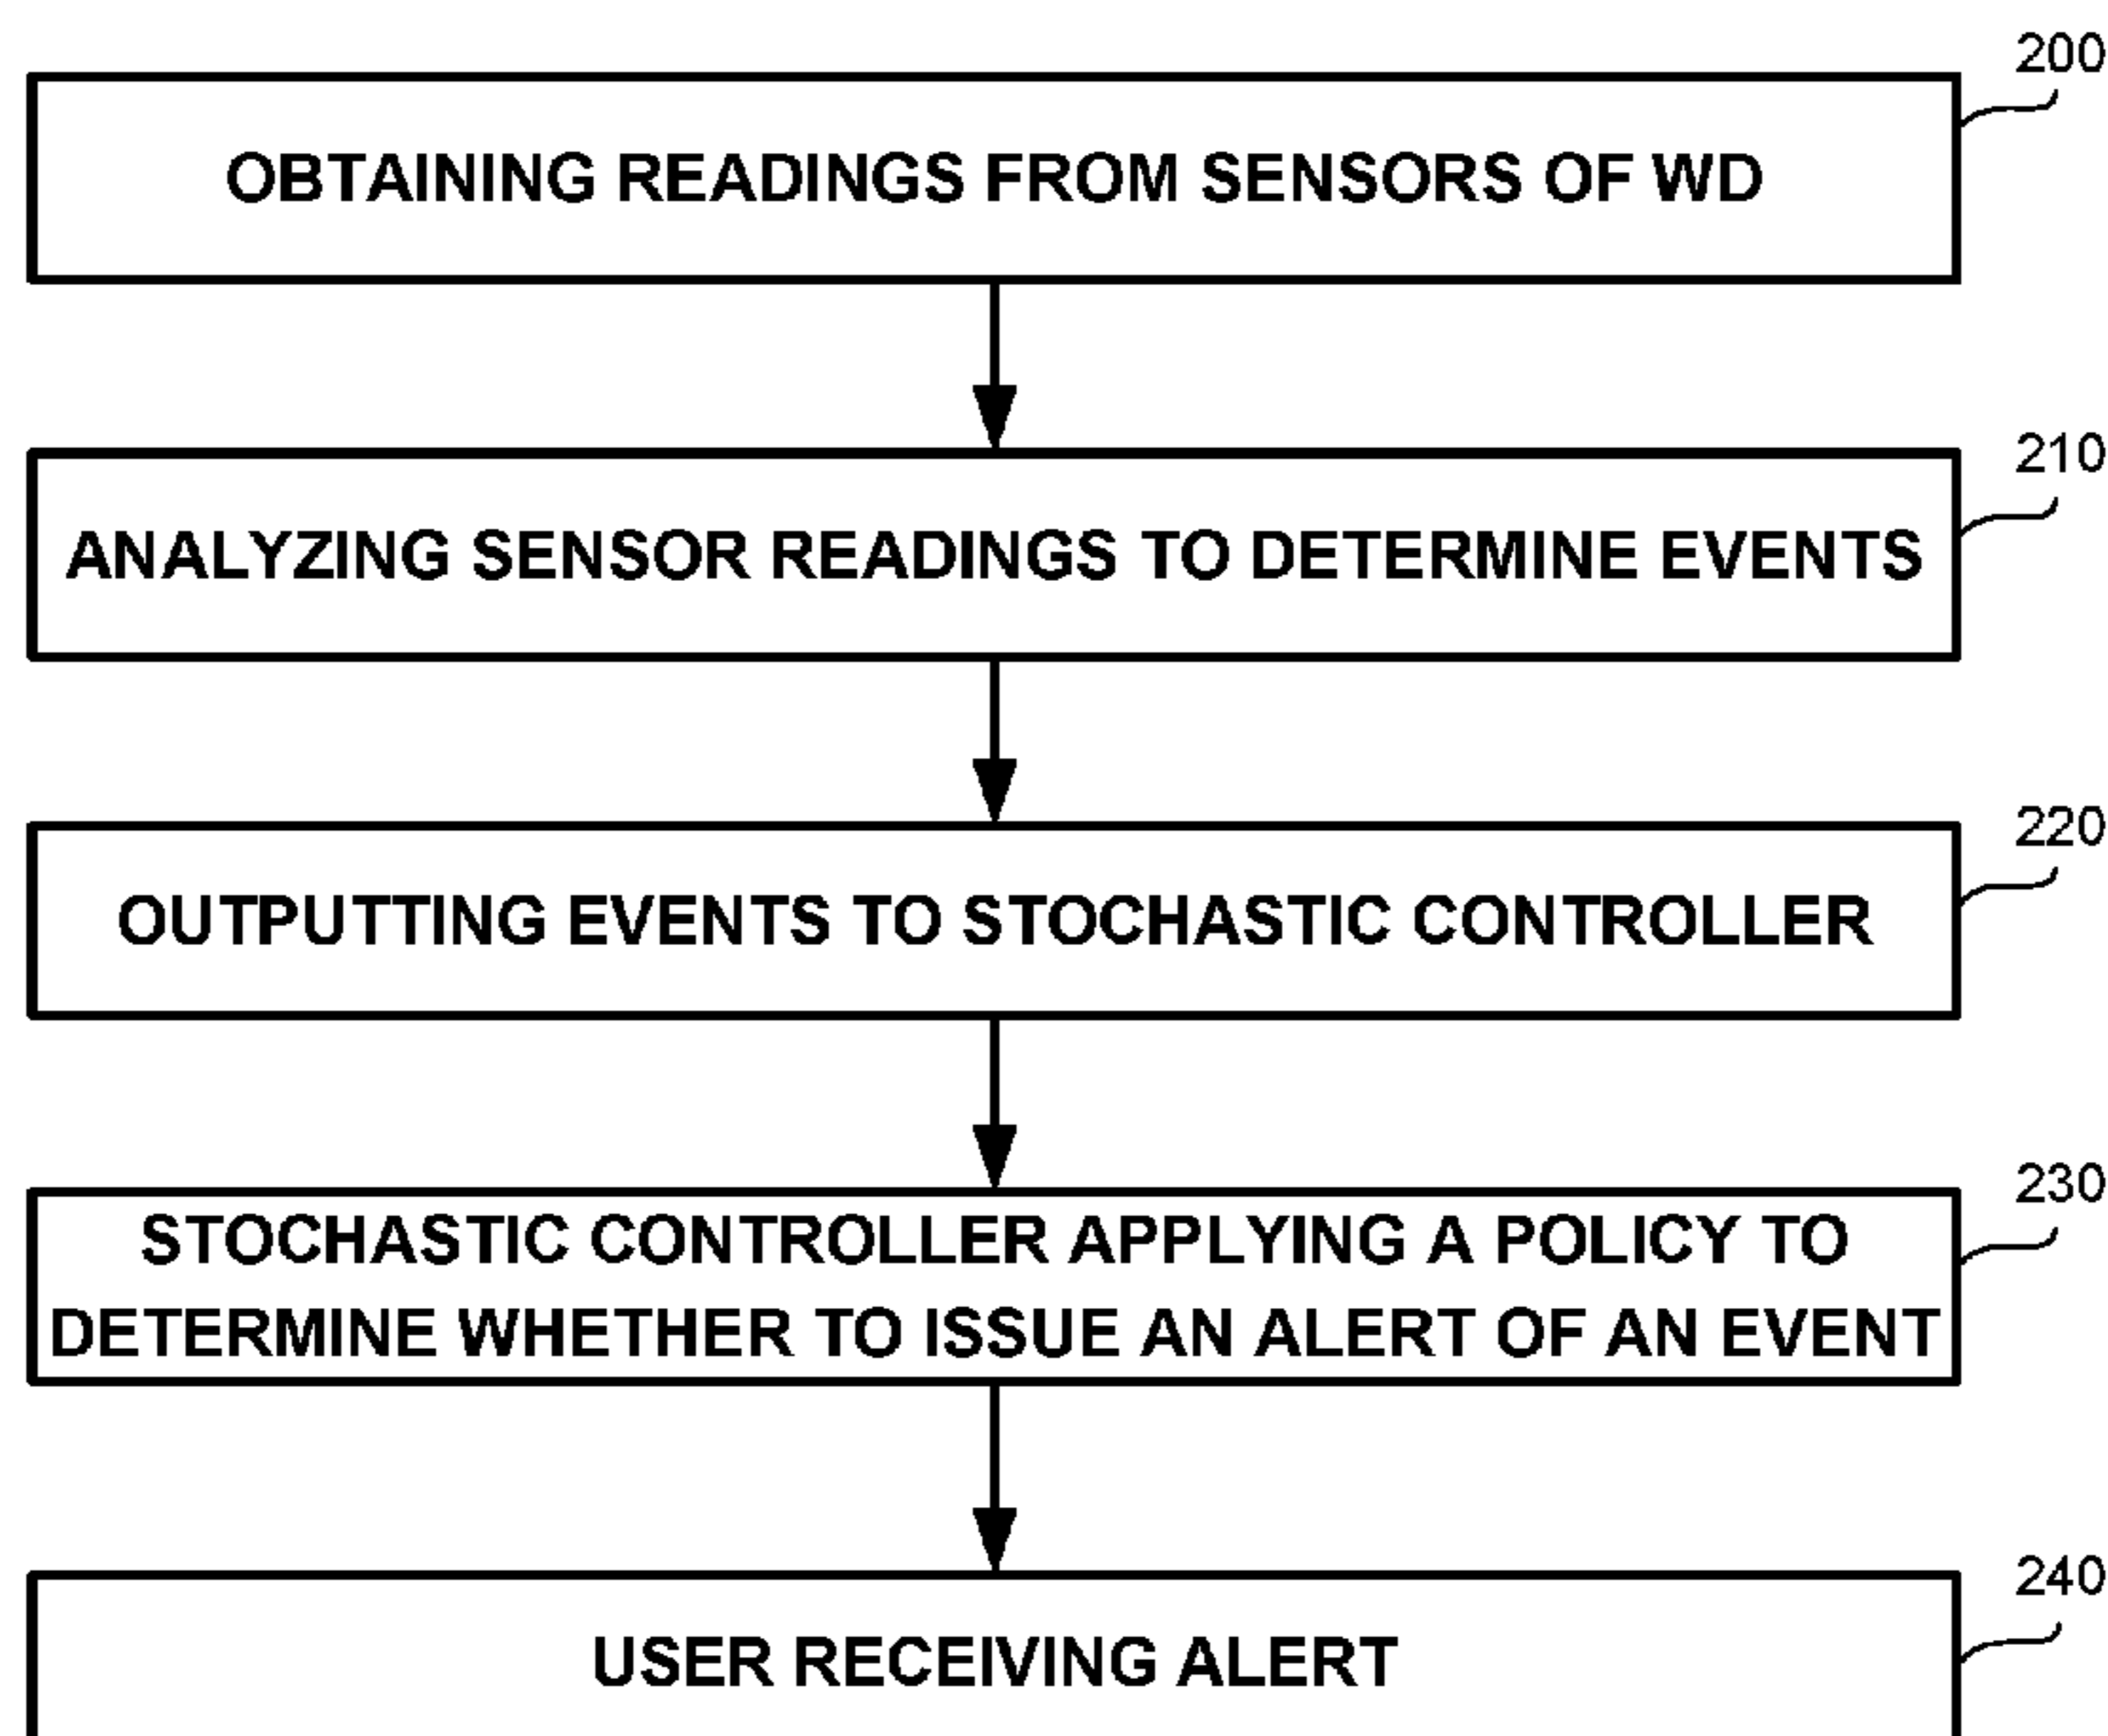 200
OBTAINING READINGS FROM SENSORS OF WD
210
ANALYZING SENSOR READINGS TO DETERMINE EVENTS
220
OUTPUTTING EVENTS TO STOCHASTIC CONTROLLER
230
STOCHASTIC CONTROLLER APPLYING A POLICY TO
DETERMINE WHETHER TO ISSUE AN ALERT OF AN EVENT
240
USER RECEIVING ALERT